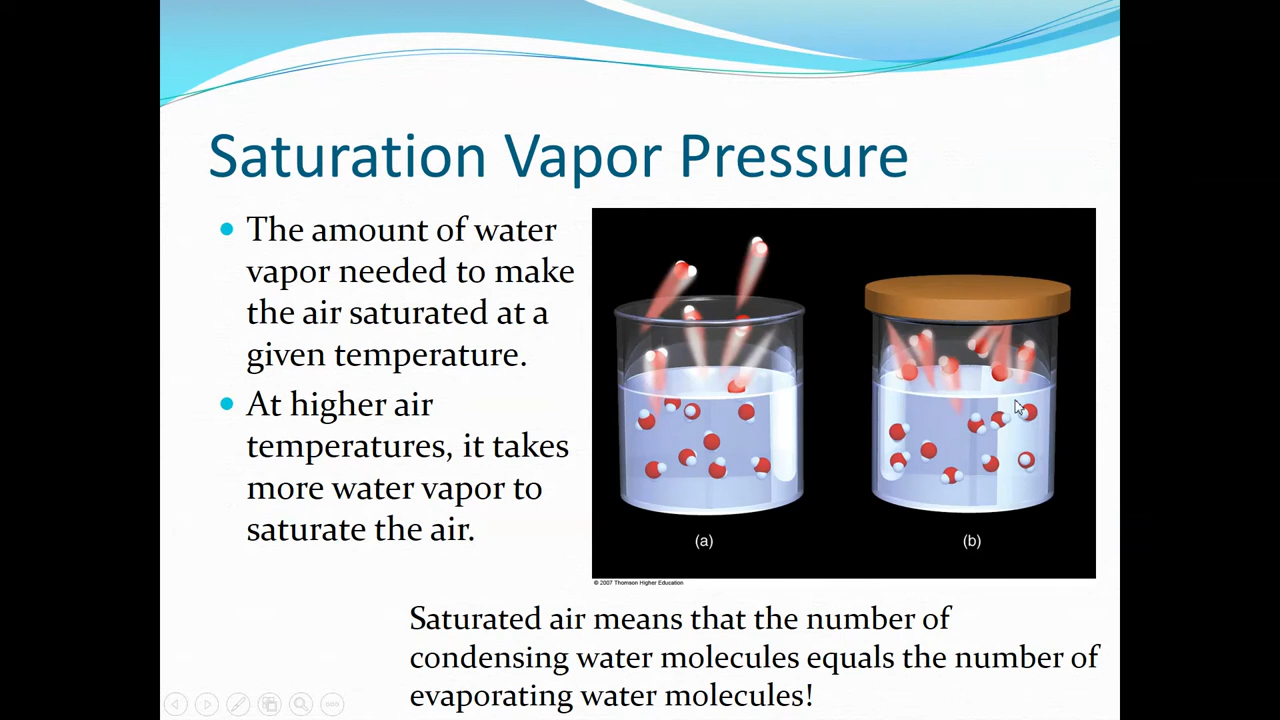 Saturation Vapor Pressure
The amount of water
vapor needed to make
the air saturated at a
given temperature.
At higher air
temperatures, it takes
more water vapor to
saturate the air.
(a)
(b)
© 2007 Thomson Higher Education
Saturated air means that the number of
condensing water molecules equals the number of
evaporating water molecules!